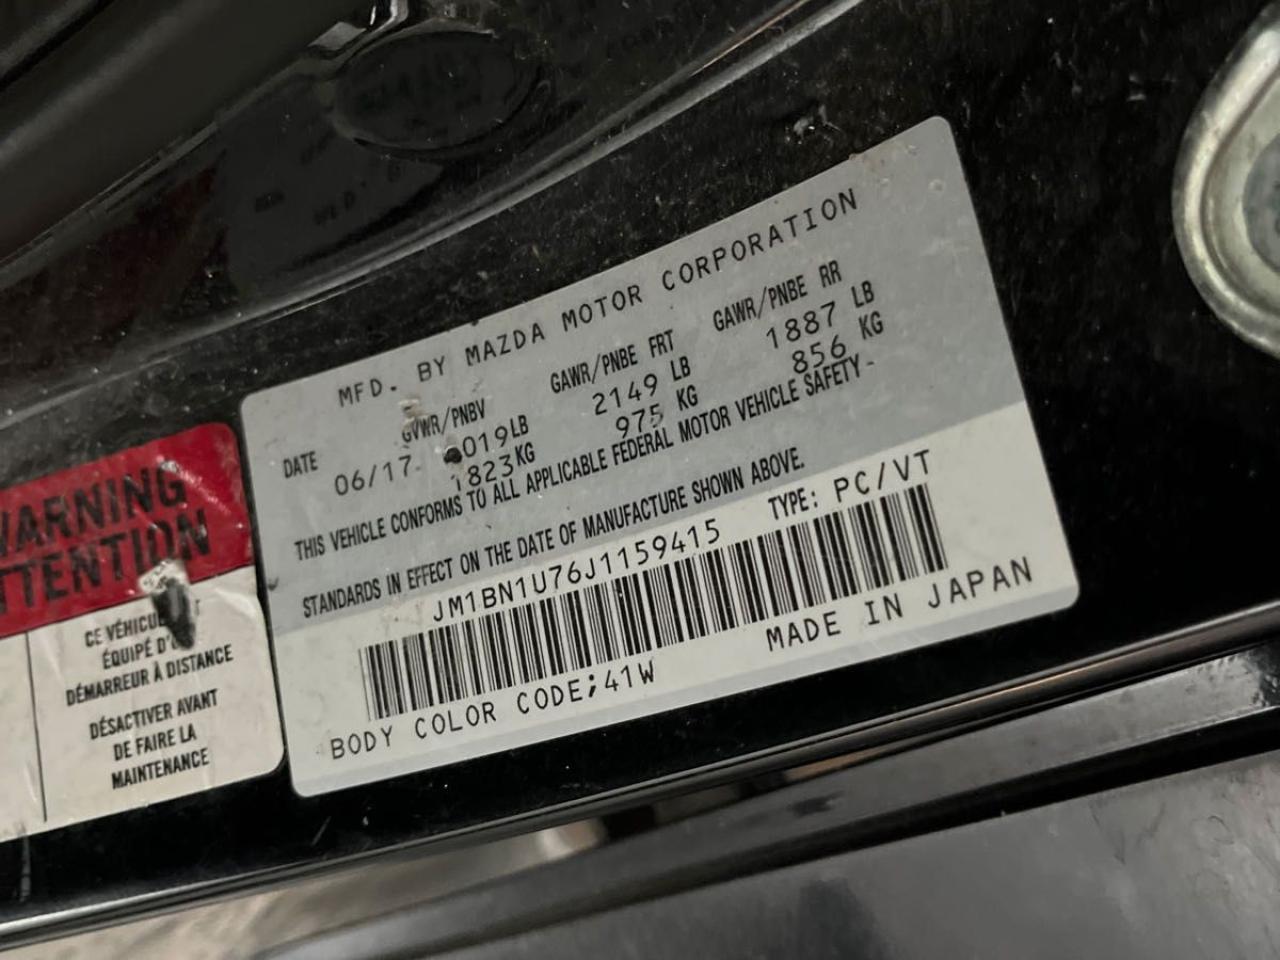 MFD. BY MAZDA MOTOR CORPORATION
DATE GVWR/PNBV GAWR/PNBE FRT GAWR/PNBE RR
06/17 019LB 2149 LB 1887 LB
1823KG 975 KG 856 KG
THIS VEHICLE CONFORMS TO ALL APPLICABLE FEDERAL MOTOR VEHICLE SAFETY
STANDARDS IN EFFECT ON THE DATE OF MANUFACTURE SHOWN ABOVE.
JM1BN1U76J1159415 TYPE: PC/VT
BODY COLOR CODE;41W MADE IN JAPAN
WARNING
ATTENTION
CE VÉHICULE
ÉQUIPÉ
DÉMARREUR À DISTANCE
DÉSACTIVER AVANT
DE FAIRE LA
MAINTENANCE